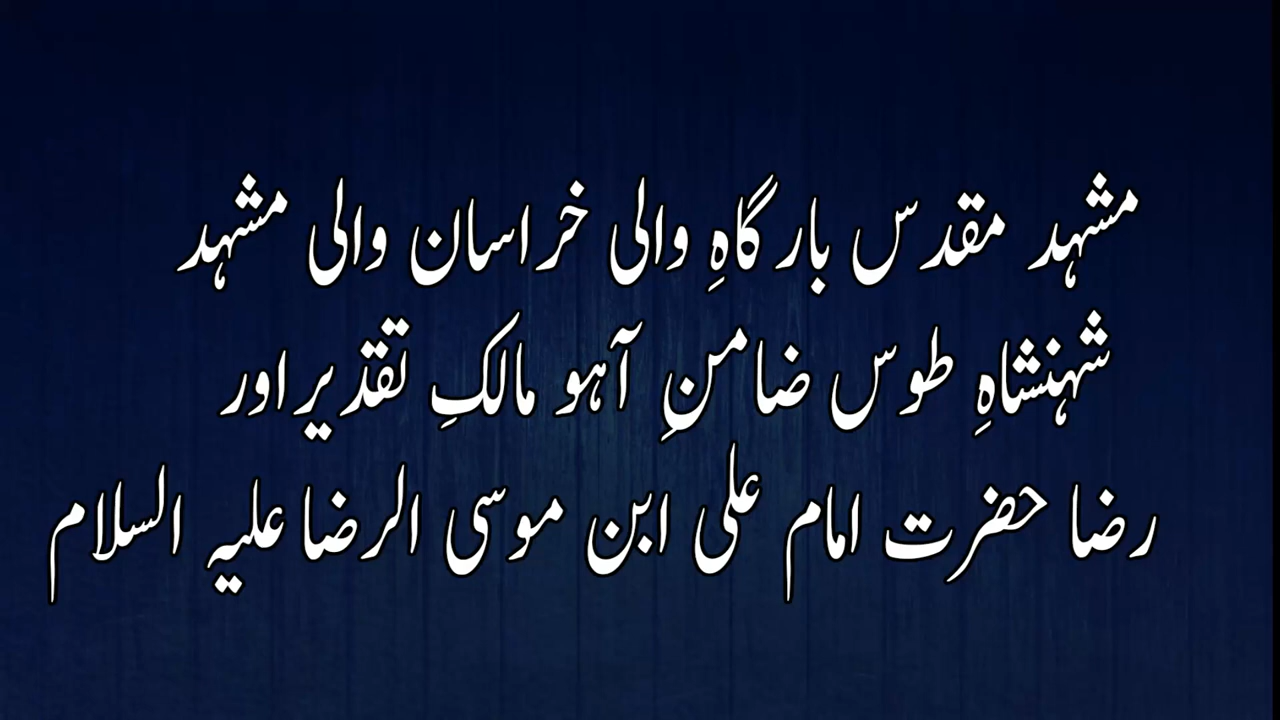 مشہد مقدس بارگاہِ والی خراسان والی مشہد
شہنشاہِ طوس ضامنِ آہو مالکِ تقدیر اور
رضا حضرت امام علی ابن موسی الرضا علیہ السلام